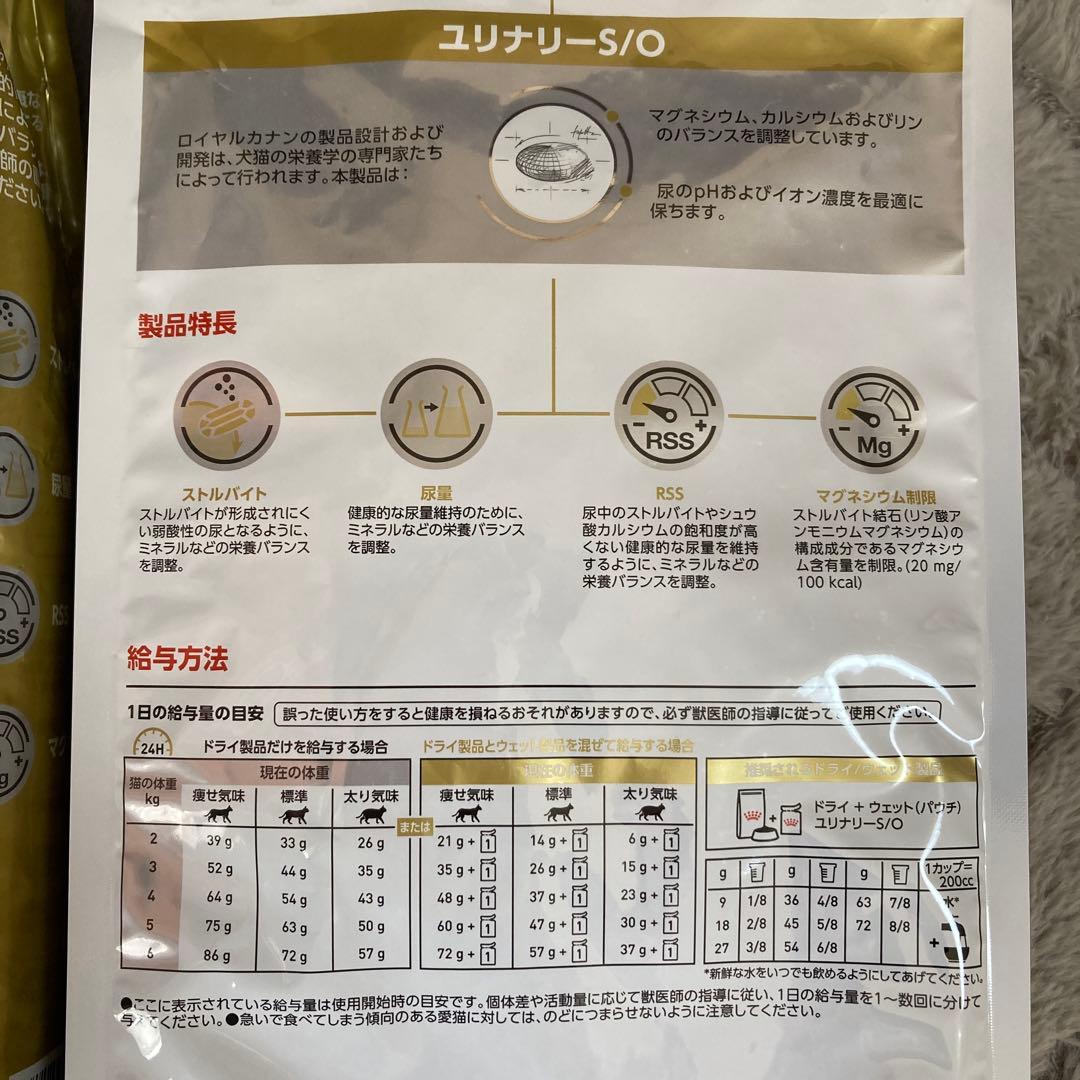 ユリナリーS/O
ロイヤルカナンの製品設計および
開発は、犬猫の栄養学の専門家たち
によって行われます。本製品は：
マグネシウム、カルシウムおよびリン
のバランスを調整しています。
尿のpHおよびイオン濃度を最適に
保ちます。
製品特長
RSS
Mg
ストルバイト
ストルバイトが形成されにく
い弱酸性の尿となるように、
ミネラルなどの栄養バランス
を調整。
尿量
健康的な尿量維持のために、
ミネラルなどの栄養バランス
を調整。
RSS
尿中のストルバイトやシュウ
酸カルシウムの飽和度が高
くない健康的な尿量を維持
するように、ミネラルなどの
栄養バランスを調整。
マグネシウム制限
ストルバイト結石（リン酸ア
ンモニウムマグネシウム）の
構成成分であるマグネシウ
ム含有量を制限。（20 mg/
100 kcal）
給与方法
1日の給与量の目安 誤った使い方をすると健康を損ねるおそれがありますので、必ず獣医師の指導に従ってご使用ください。
24H ドライ製品だけを給与する場合 ドライ製品とウェット製品を混ぜて給与する場合
猫の体重 kg 現在の体重 または 現在の体重
痩せ気味 標準 太り気味 痩せ気味 標準 太り気味
2 39 g 33 g 26 g 21 g + 1 14 g + 1 6 g + 1
3 52 g 44 g 35 g 35 g + 1 26 g + 1 15 g + 1
4 64 g 54 g 43 g 48 g + 1 37 g + 1 23 g + 1
5 75 g 63 g 50 g 60 g + 1 47 g + 1 30 g + 1
6 86 g 72 g 57 g 72 g + 1 57 g + 1 37 g + 1
推奨されるドライ/ウェット製品
ドライ + ウェット（パウチ）
ユリナリーS/O
g g g 1カップ=
200cc
9 1/8 36 4/8 63 7/8 水*
18 2/8 45 5/8 72 8/8
27 3/8 54 6/8
*新鮮な水をいつでも飲めるようにしてあげてください。
●ここに表示されている給与量は使用開始時の目安です。個体差や活動量に応じて獣医師の指導に従い、1日の給与量を1〜数回に分けて
与えてください。●急いで食べてしまう傾向のある愛猫に対しては、のどにつまらせないように注意してください。